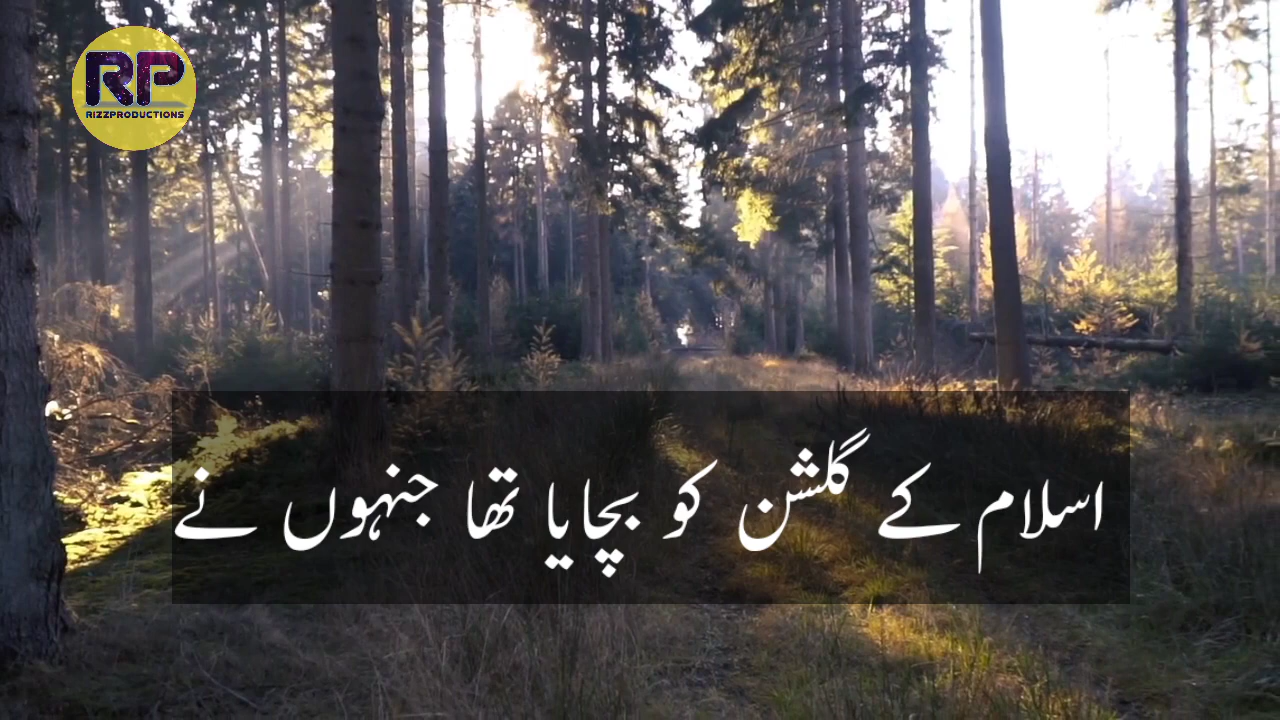 RP
RIZZPRODUCTIONS
اسلام کے گلشن کو بچایا تھا جنہوں نے